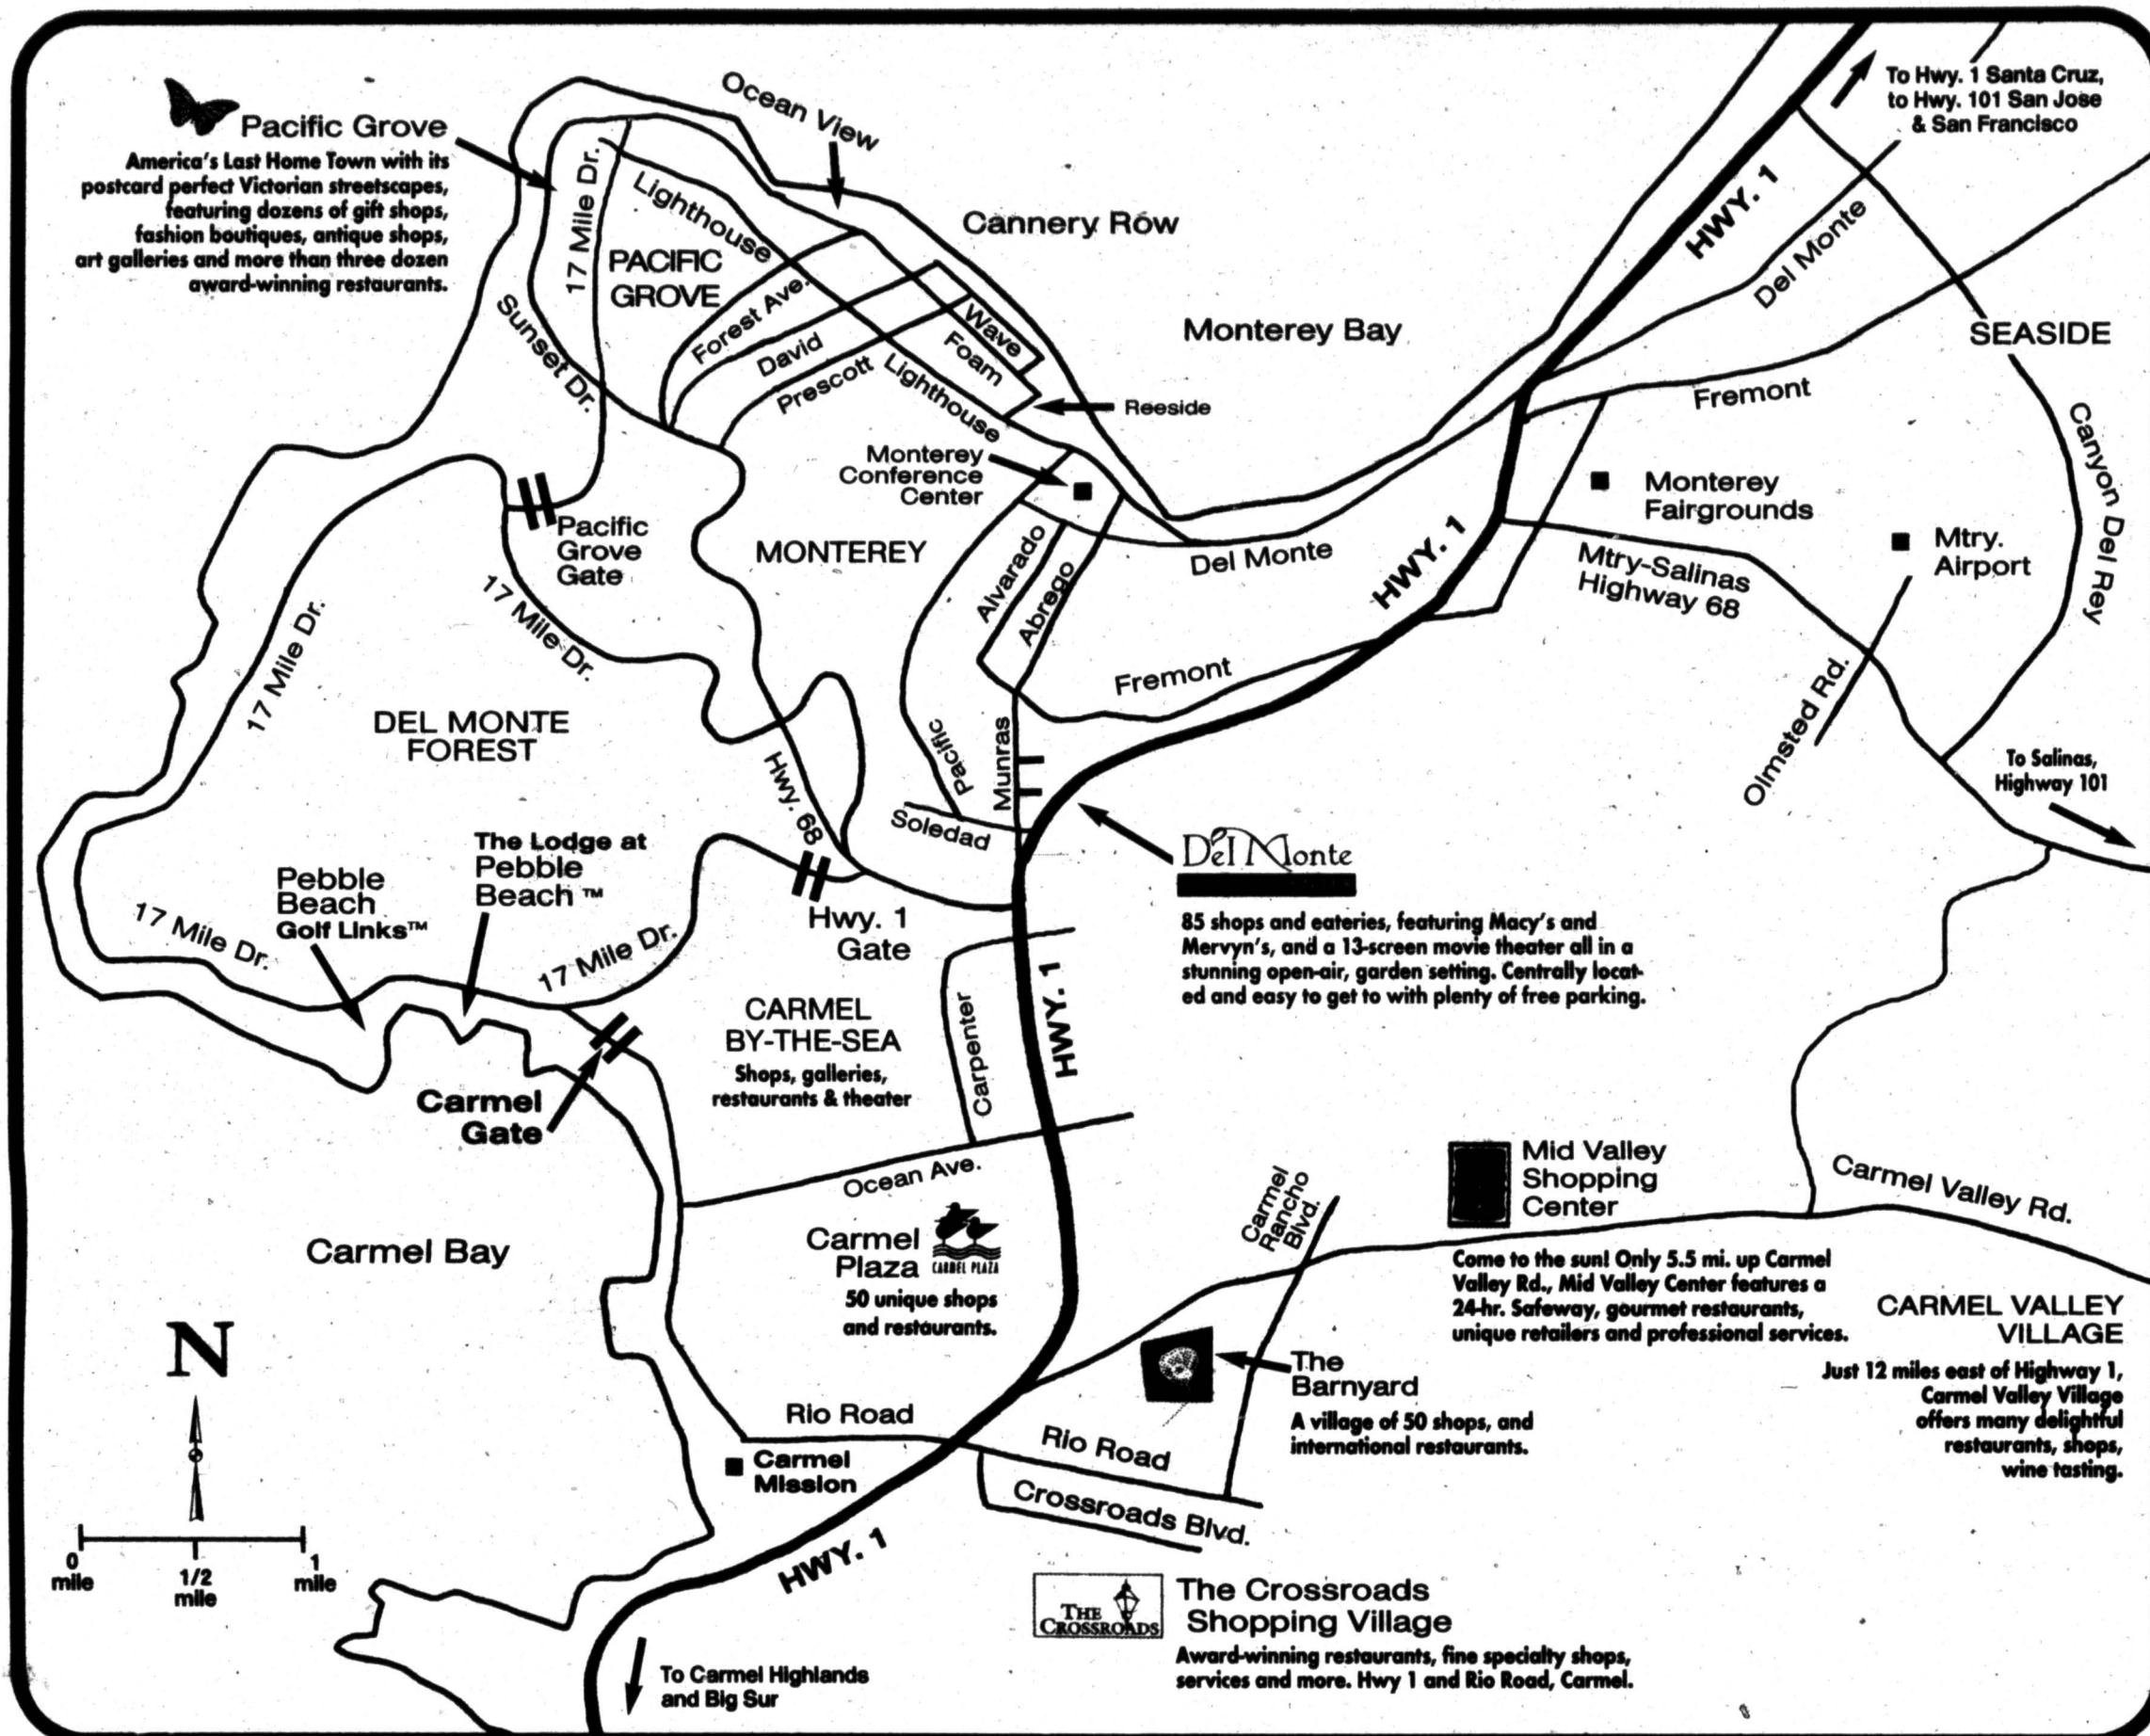 Ocean View
To Hwy. 1 Santa Cruz,
to Hwy. 101 San Jose
& San Francisco
Pacific Grove
America's Last Home Town with its
postcard perfect Victorian streetscapes,
featuring dozens of gift shops,
fashion boutiques, antique shops,
art galleries and more than three dozen
award-winning restaurants.
17 Mile Dr.
Lighthouse
Cannery Row
HWY. 1
Del Monte
PACIFIC
GROVE
Forest Ave.
Sunset Dr.
David
Prescott
Wave
Foam
Lighthouse
Monterey Bay
SEASIDE
Fremont
Reeside
Canyon Del Rey
Monterey
Conference
Center
Monterey
Fairgrounds
Mtry.
Airport
Pacific
Grove
Gate
MONTEREY
Alvarado
Abrego
Del Monte
HWY. 1
Mtry-Salinas
Highway 68
17 Mile Dr.
17 Mile Dr.
Fremont
Olmsted Rd.
DEL MONTE
FOREST
Hwy. 68
Pacific
Munras
Soledad
To Salinas,
Highway 101
Del Monte
85 shops and eateries, featuring Macy's and
Mervyn's, and a 13-screen movie theater all in a
stunning open-air, garden setting. Centrally locat-
ed and easy to get to with plenty of free parking.
The Lodge at
Pebble
Beach ™
Pebble
Beach
Golf Links™
17 Mile Dr.
17 Mile Dr.
Hwy. 1
Gate
CARMEL
BY-THE-SEA
Shops, galleries,
restaurants & theater
Carpenter
HWY. 1
Carmel
Gate
Ocean Ave.
Carmel Bay
Carmel
Plaza
CARMEL PLAZA
50 unique shops
and restaurants.
Carmel
Rancho
Blvd.
Mid Valley
Shopping
Center
Carmel Valley Rd.
Come to the sun! Only 5.5 mi. up Carmel
Valley Rd., Mid Valley Center features a
24-hr. Safeway, gourmet restaurants,
unique retailers and professional services.
CARMEL VALLEY
VILLAGE
Just 12 miles east of Highway 1,
Carmel Valley Village
offers many delightful
restaurants, shops,
wine tasting.
The
Barnyard
A village of 50 shops, and
international restaurants.
N
Rio Road
Rio Road
Carmel
Mission
Crossroads Blvd.
HWY. 1
0
mile
1/2
mile
1
mile
THE
CROSSROADS
The Crossroads
Shopping Village
Award-winning restaurants, fine specialty shops,
services and more. Hwy 1 and Rio Road, Carmel.
To Carmel Highlands
and Big Sur